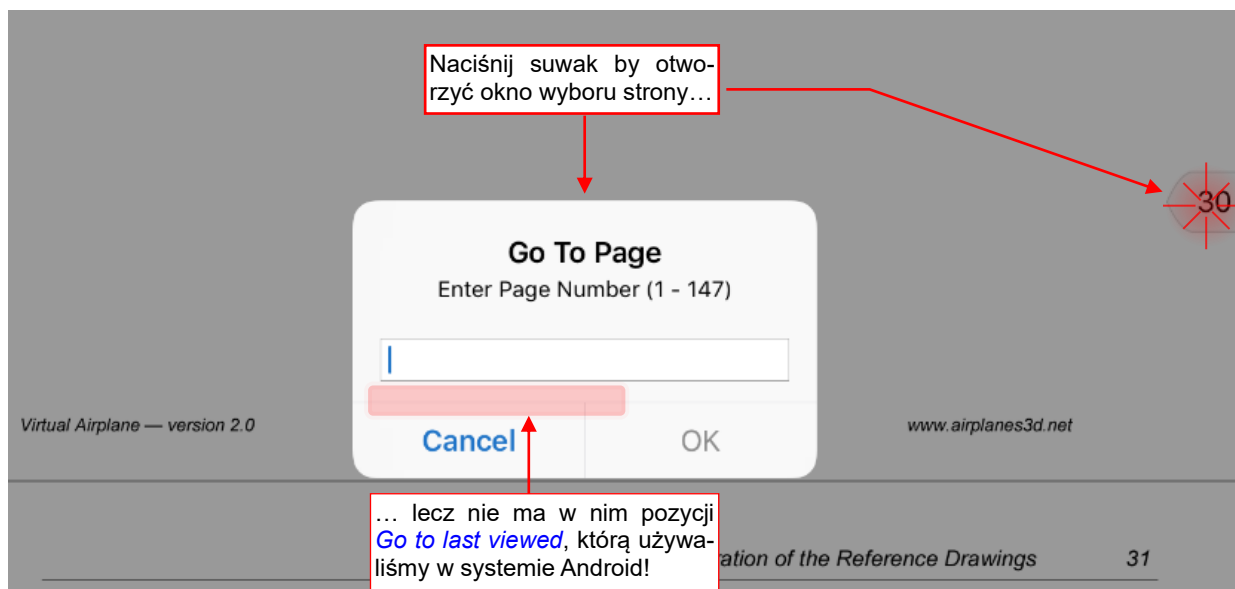 Naciśnij suwak by otwo-
rzyć okno wyboru strony…
30
Go To Page
Enter Page Number (1 - 147)
Virtual Airplane — version 2.0
www.airplanes3d.net
Cancel
OK
… lecz nie ma w nim pozycji
Go to last viewed, którą używa-
liśmy w systemie Android!
ration of the Reference Drawings 31